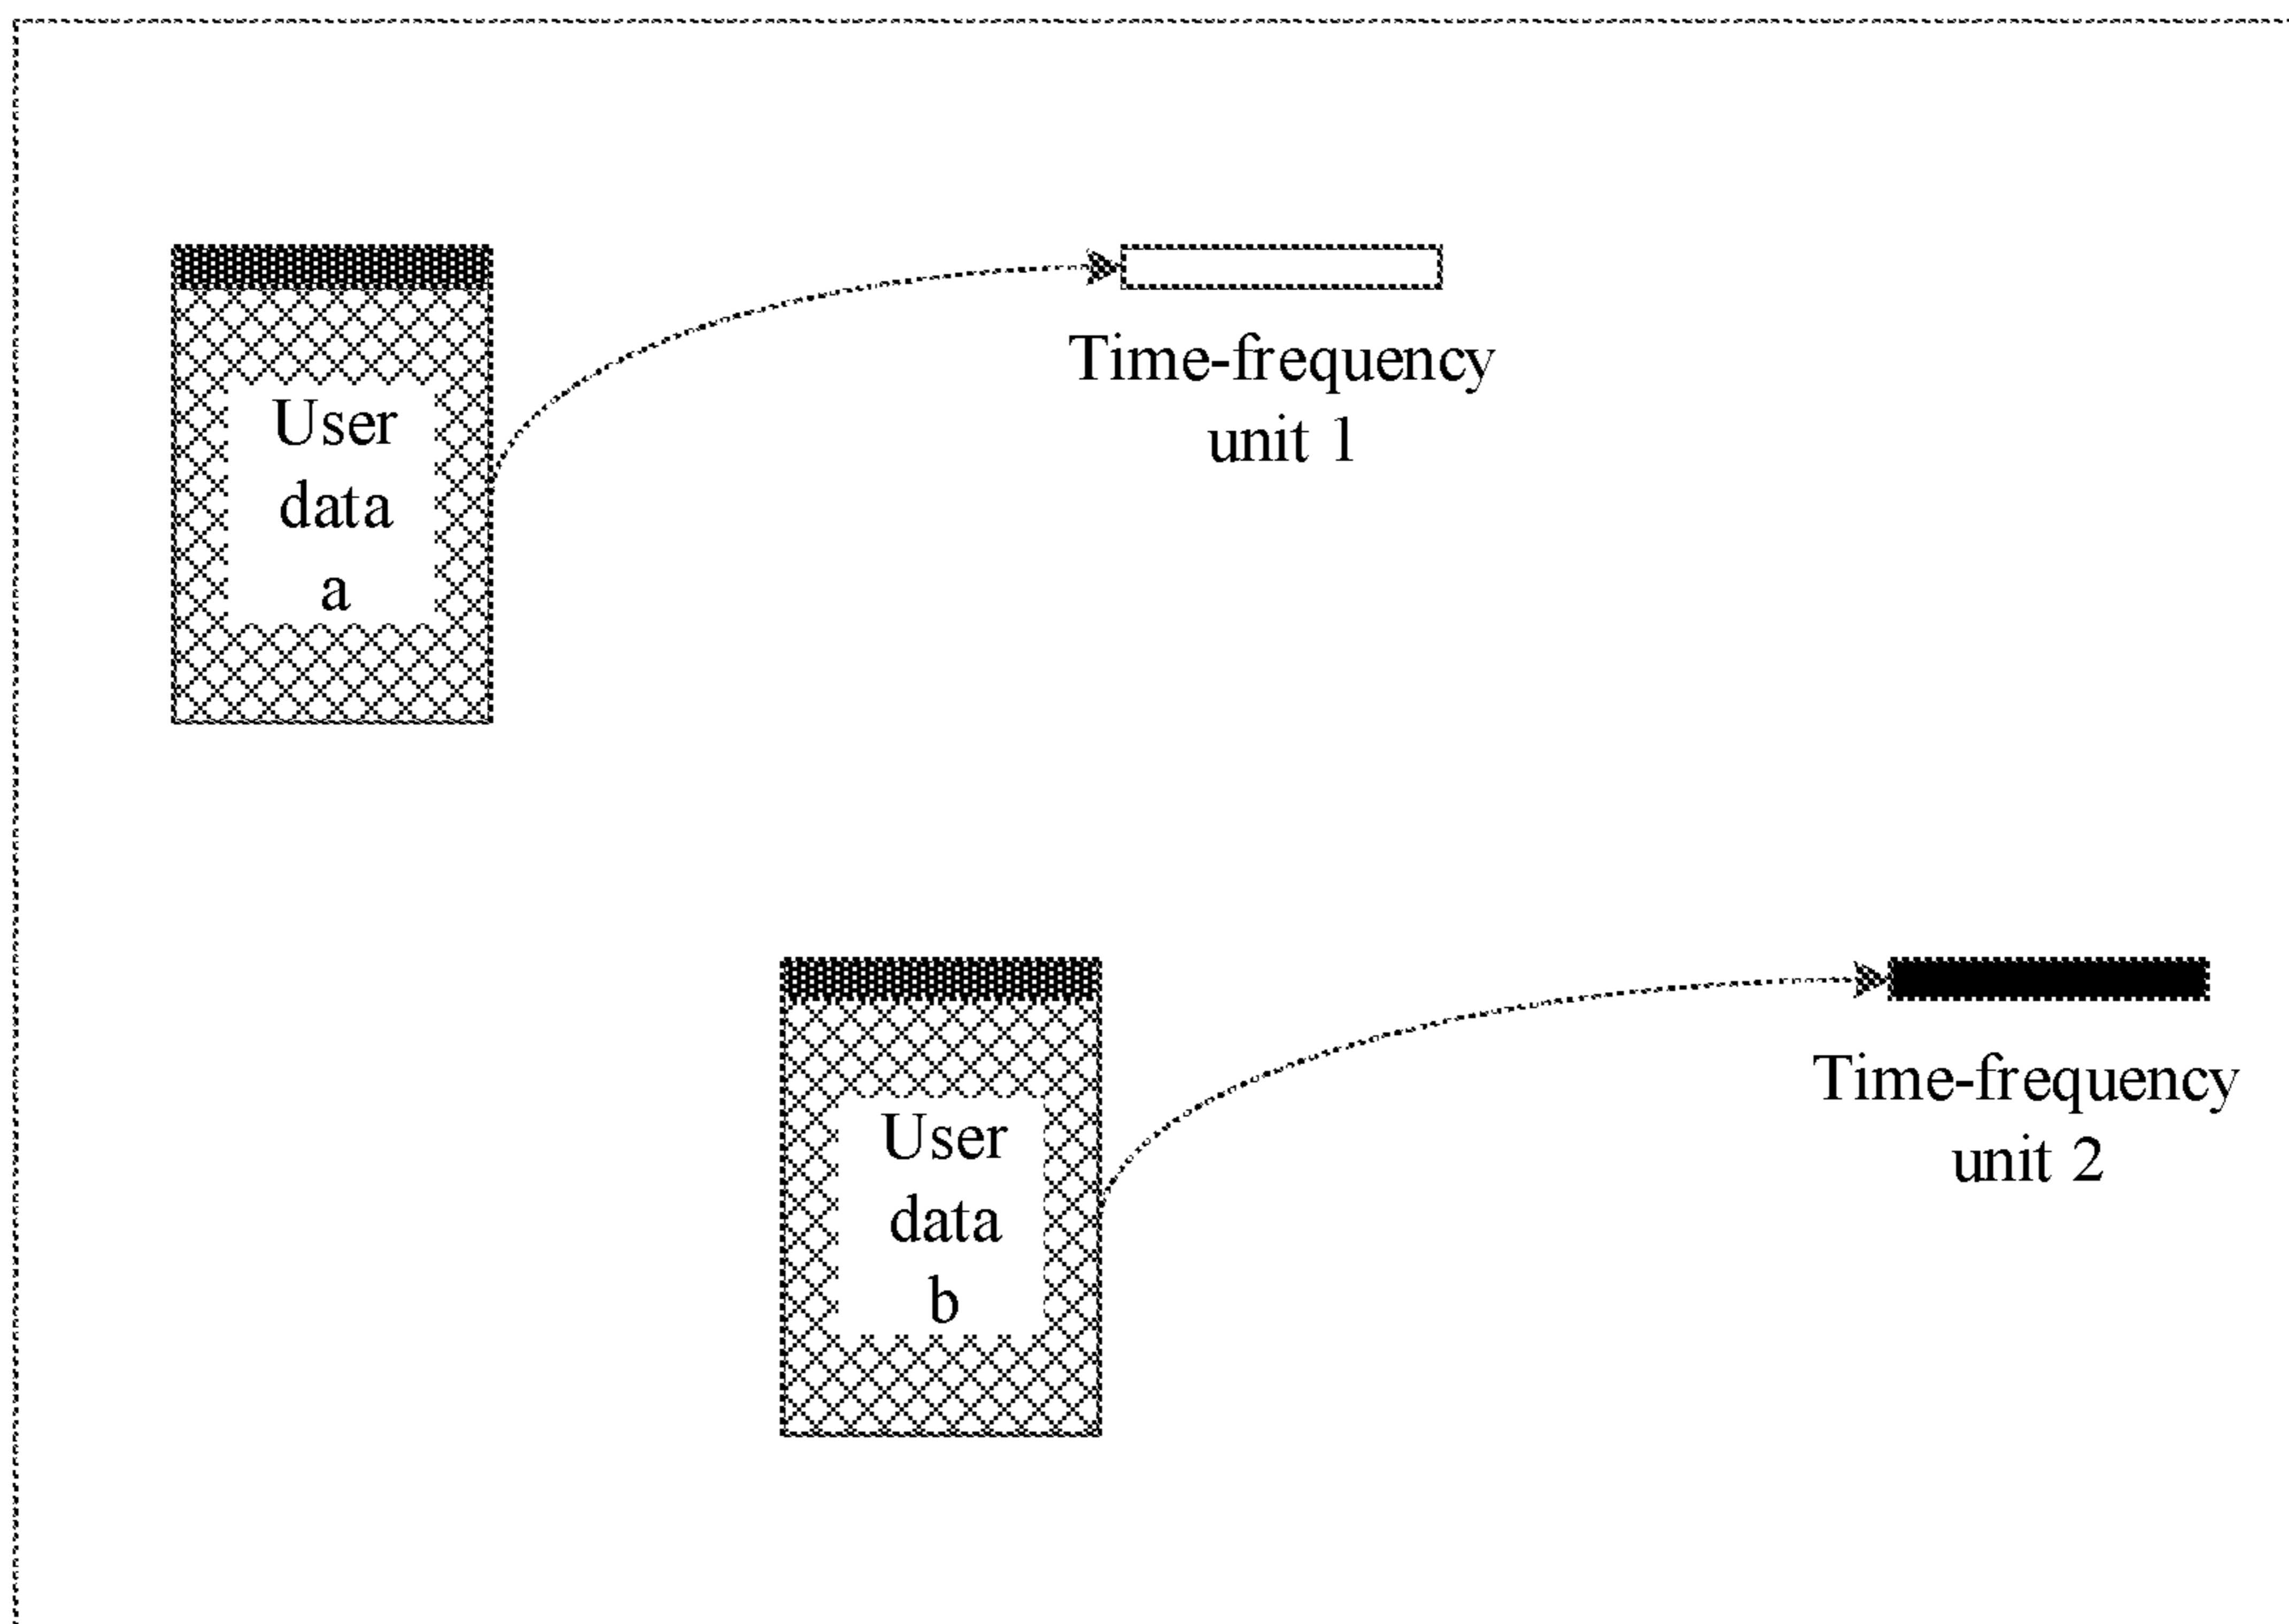 User
data
a
Time-frequency
unit 1
User
data
b
Time-frequency
unit 2